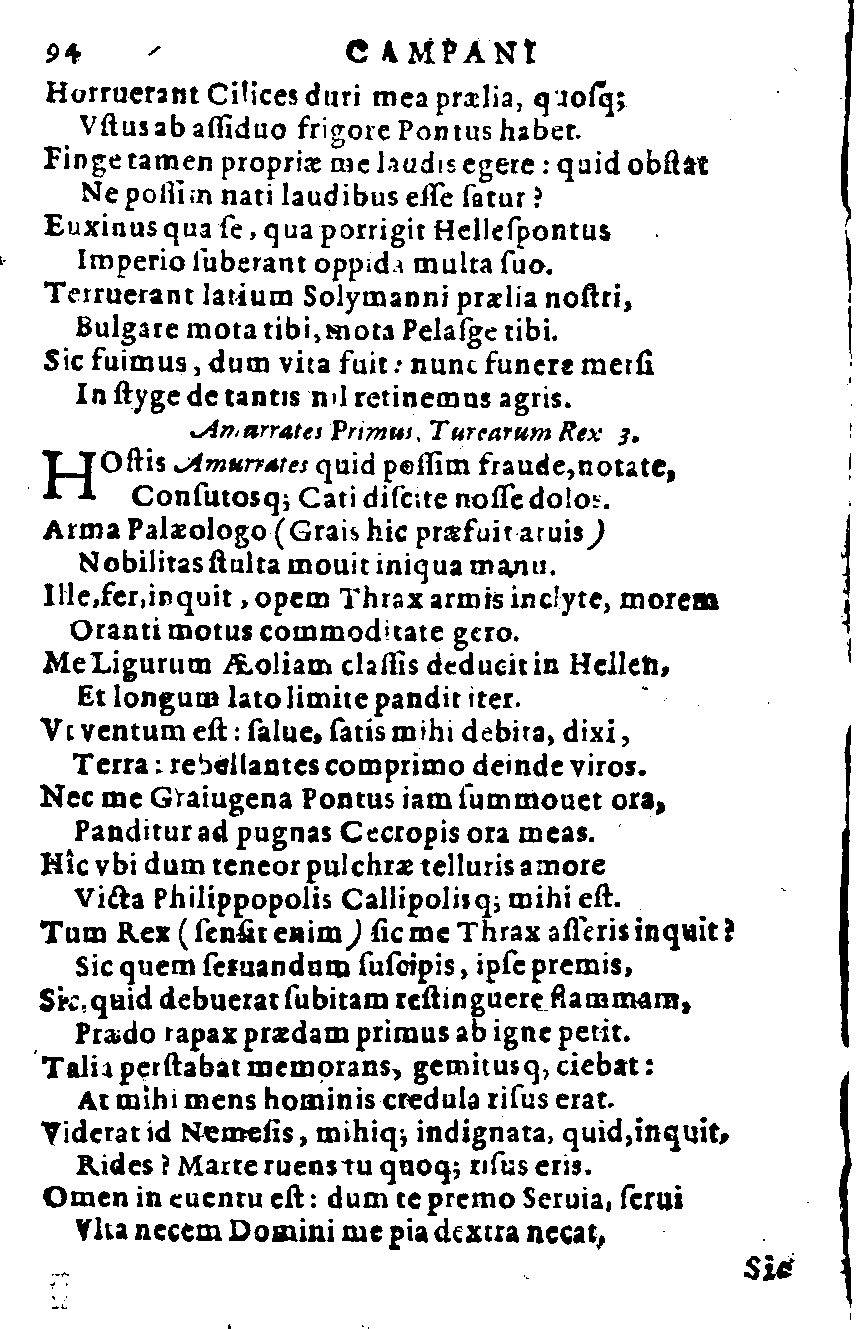 94 CAMPANI
Horruerant Cilices duri mea prælia, quosq;
Vstus ab assiduo frigore Pontus habet.
Finge tamen propriæ me laudis egere : quid obstat
Ne possim nati laudibus esse satur ?
Euxinus qua se, qua porrigit Hellespontus
Imperio suberant oppida multa suo.
Terruerant latium Solymanni prælia nostri,
Bulgare mota tibi, mota Pelasge tibi.
Sic fuimus, dum vita fuit : nunc funere mersi
In styge de tantis nil retinemus agris.
Amurrates Primus, Turcarum Rex 3.
HOstis Amurrates quid possim fraude, notate,
Consutosq; Cati discite nosse dolos.
Arma Palæologo (Grais hic præfuit aruis)
Nobilitas stulta mouit iniqua manu.
Ille, fer, inquit, opem Thrax armis inclyte, morem
Oranti motus commoditate gero.
Me Ligurum Æoliam classis deducit in Hellen,
Et longum lato limite pandit iter.
Vt ventum est : salue, satis mihi debita, dixi,
Terra : rebellantes comprimo deinde viros.
Nec me Graiugena Pontus iam summouet ora,
Panditur ad pugnas Cecropis ora meas.
Hîc vbi dum teneor pulchræ telluris amore
Victa Philippopolis Callipolisq; mihi est.
Tum Rex (sensit enim) sic me Thrax asseris inquit ?
Sic quem seruandum suscipis, ipse premis,
Sic, quid debuerat subitam restinguere flammam,
Prædo rapax prædam primus ab igne petit.
Talia perstabat memorans, gemitusq, ciebat :
At mihi mens hominis credula risus erat.
Viderat id Nemesis, mihiq; indignata, quid, inquit,
Rides ? Marte ruens tu quoq; risus eris.
Omen in euentu est : dum te premo Seruia, serui
Vlta necem Domini me pia dextra necat,
Sic